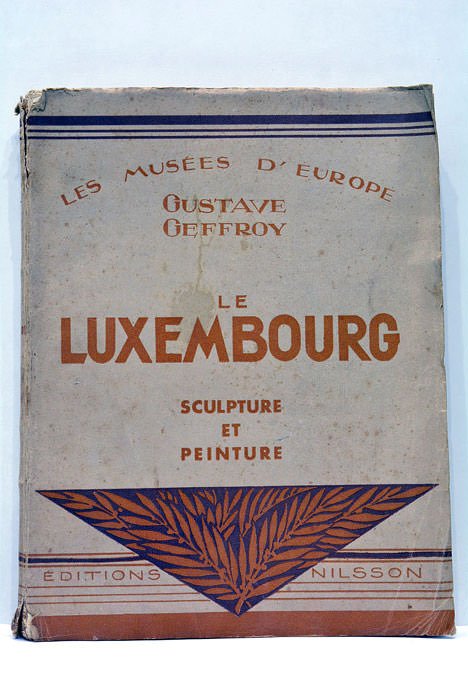 LES MUSÉES D'EUROPE
GUSTAVE
GEFFROY
LE
LUXEMBOURG
SCULPTURE
ET
PEINTURE
ÉDITIONS NILSSON